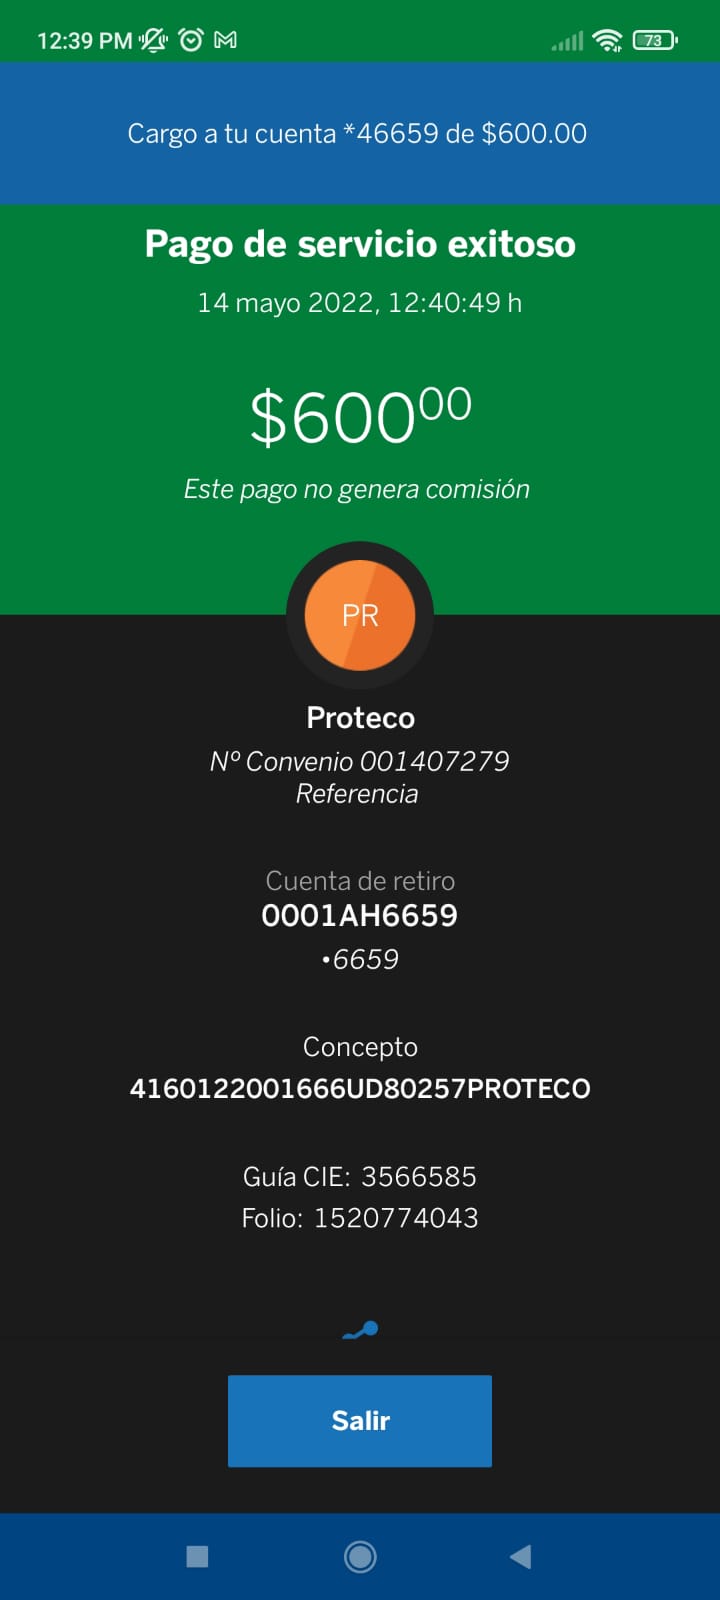 12:39 PM
73
Cargo a tu cuenta *46659 de $600.00
Pago de servicio exitoso
14 mayo 2022, 12:40:49 h
$600⁰⁰
Este pago no genera comisión
PR
Proteco
Nº Convenio 001407279
Referencia
Cuenta de retiro
0001AH6659
•6659
Concepto
4160122001666UD80257PROTECO
Guía CIE: 3566585
Folio: 1520774043
Salir